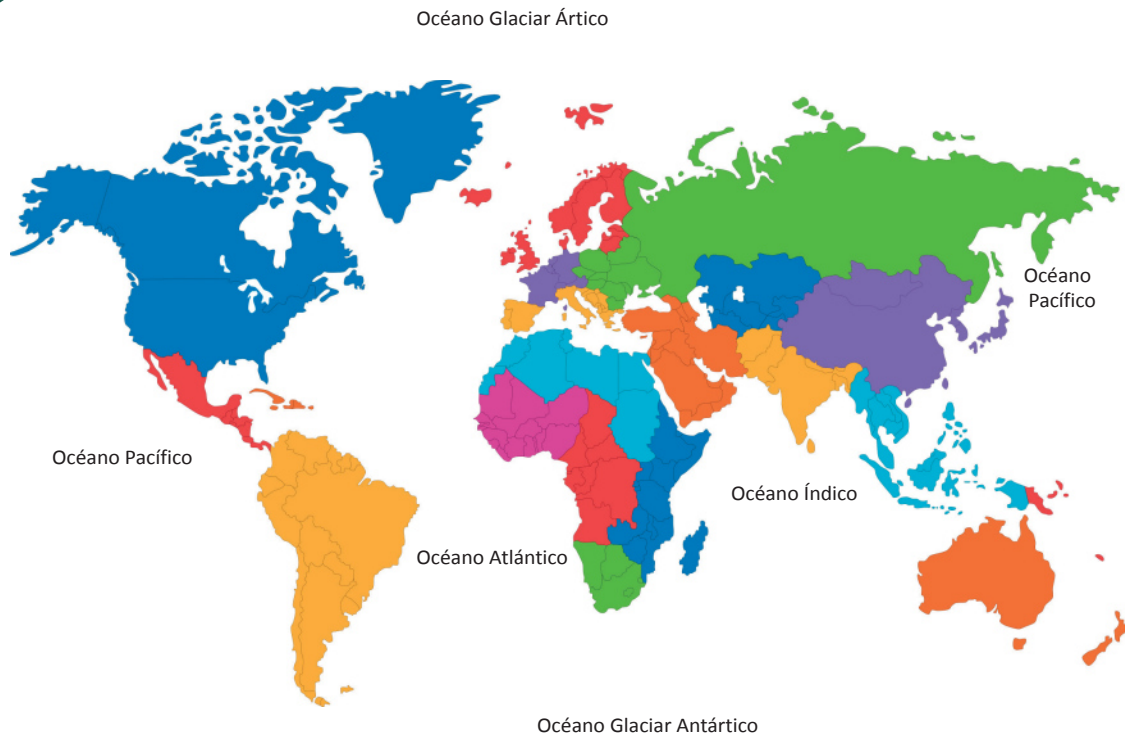 Océano Glaciar Ártico
Océano
Pacífico
Océano Pacífico
Océano Índico
Océano Atlántico
Océano Glaciar Antártico